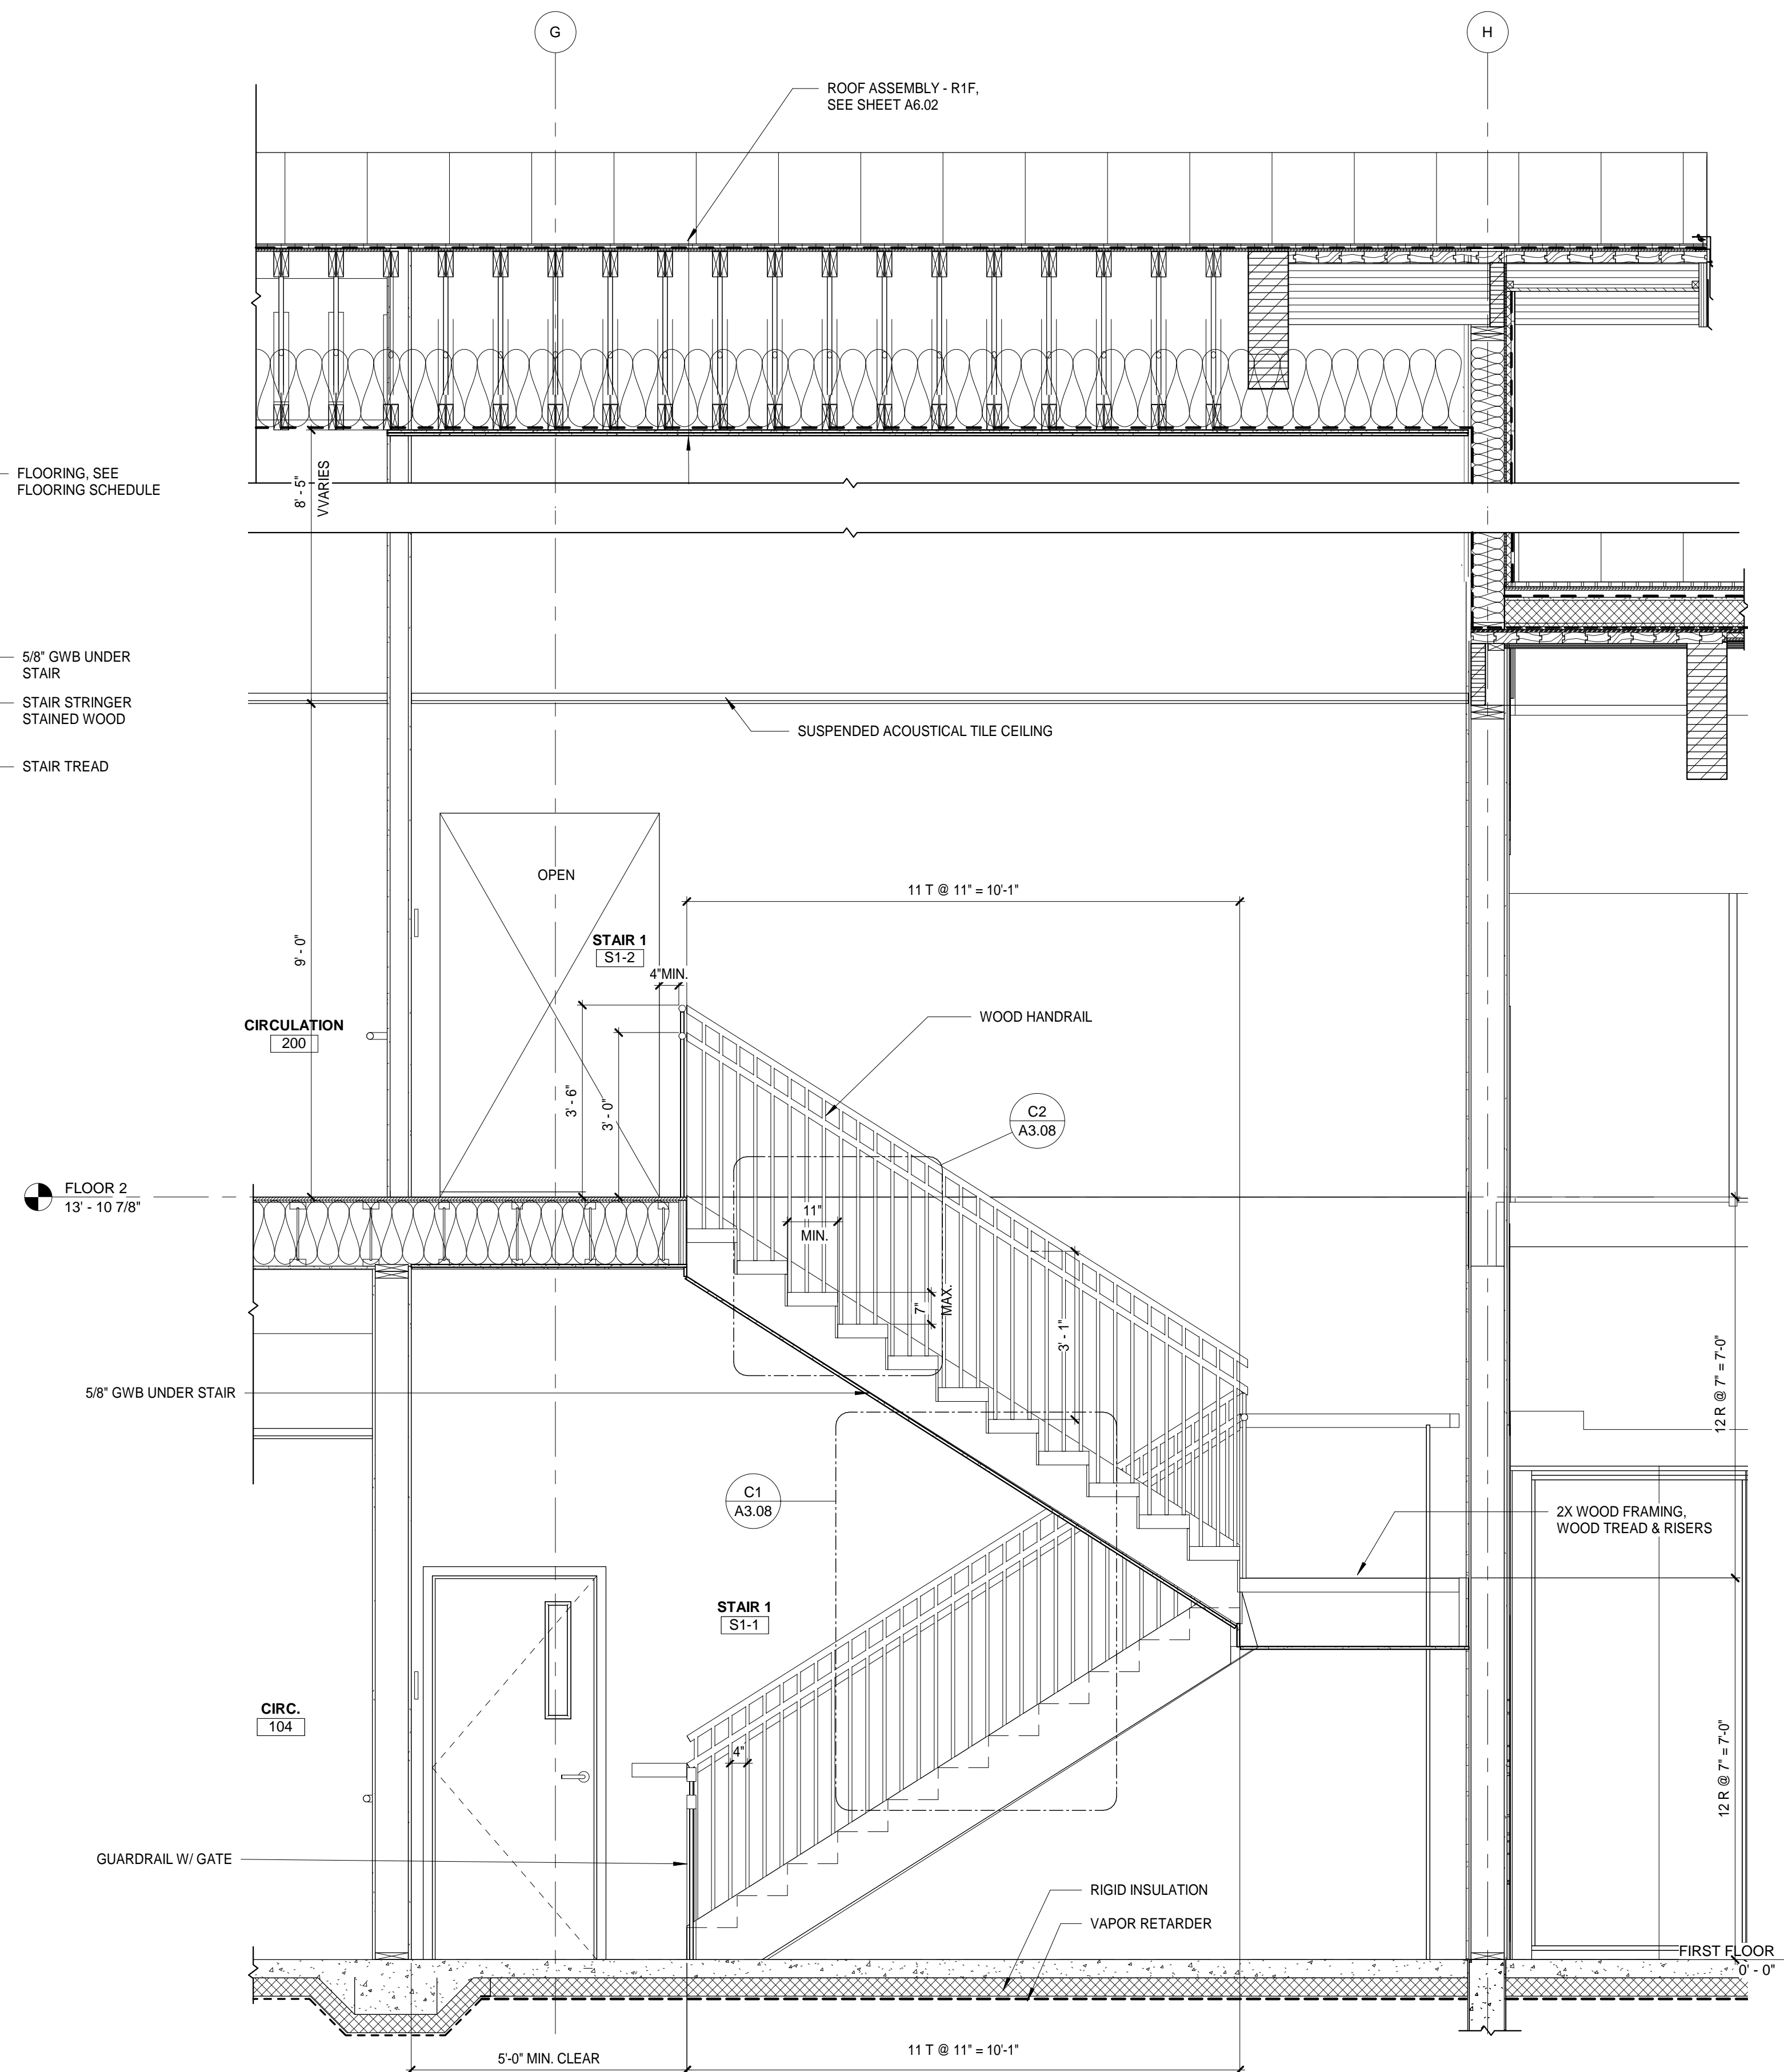 G
H
ROOF ASSEMBLY - R1F,
SEE SHEET A6.02
FLOORING, SEE
FLOORING SCHEDULE
8' - 5"
VVARIES
5/8" GWB UNDER
STAIR
STAIR STRINGER
STAINED WOOD
SUSPENDED ACOUSTICAL TILE CEILING
STAIR TREAD
OPEN
11 T @ 11" = 10'-1"
9' - 0"
STAIR 1
S1-2
4"MIN.
CIRCULATION
200
WOOD HANDRAIL
3' - 6"
3' - 0"
C2
A3.08
FLOOR 2
13' - 10 7/8"
11"
MIN.
7"
MAX.
3' - 1"
12 R @ 7" = 7'-0"
5/8" GWB UNDER STAIR
C1
A3.08
2X WOOD FRAMING,
WOOD TREAD & RISERS
STAIR 1
S1-1
CIRC.
104
4"
12 R @ 7" = 7'-0"
GUARDRAIL W/ GATE
RIGID INSULATION
VAPOR RETARDER
FIRST FLOOR
0' - 0"
5'-0" MIN. CLEAR
11 T @ 11" = 10'-1"